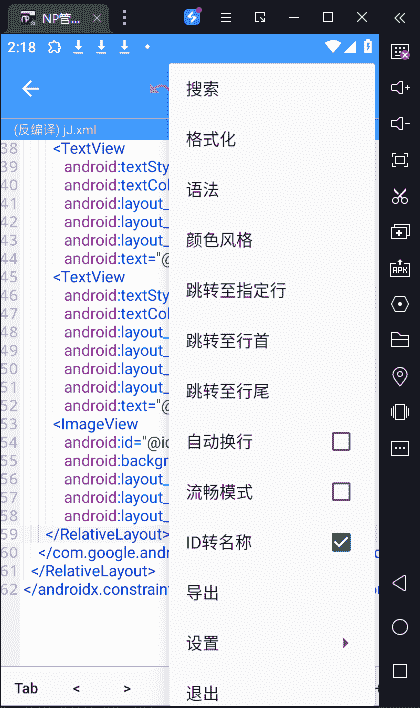 NP管...
2:18
(反编译) jJ.xml
38 <TextView
39 android:textSty
40 android:textCol
41 android:layout_
42 android:layout_
43 android:layout_
44 android:text="@
45 <TextView
46 android:textSty
47 android:textCol
48 android:layout_
49 android:layout_
50 android:layout_
51 android:layout_
52 android:text="@
53 <ImageView
54 android:id="@id
55 android:backgr
56 android:layout_
57 android:layout_
58 android:layout_
59 </RelativeLayout>
60 </com.google.andr
61 </RelativeLayout>
62 </androidx.constrain
搜索
格式化
语法
颜色风格
跳转至指定行
跳转至行首
跳转至行尾
自动换行
流畅模式
ID转名称
导出
设置
退出
Tab < >
APK